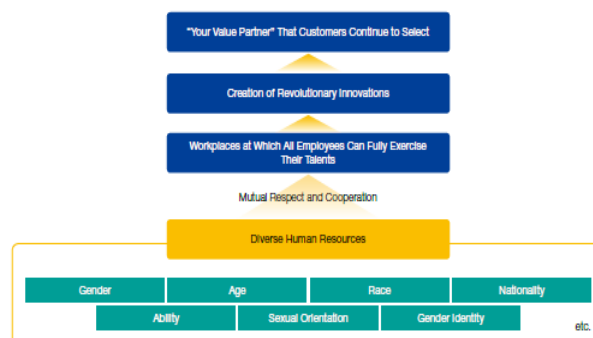 "Your Value Partner" That Customers Continue to Select
Creation of Revolutionary Innovations
Workplaces at Which All Employees Can Fully Exercise
Their Talents
Mutual Respect and Cooperation
Diverse Human Resources
Gender
Age
Race
Nationality
Ability
Sexual Orientation
Gender Identity
etc.